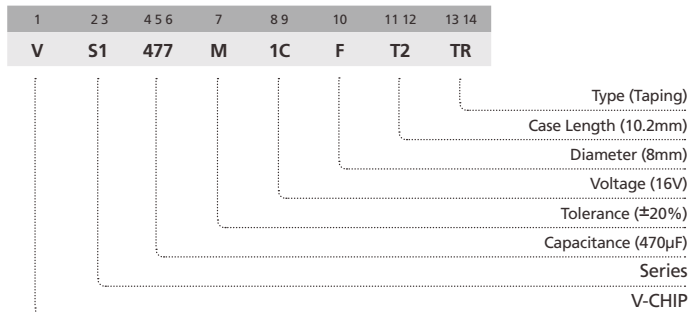 1 2 3 4 5 6 7 8 9 10 11 12 13 14
V S1 477 M 1C F T2 TR
Type (Taping)
Case Length (10.2mm)
Diameter (8mm)
Voltage (16V)
Tolerance (±20%)
Capacitance (470µF)
Series
V-CHIP